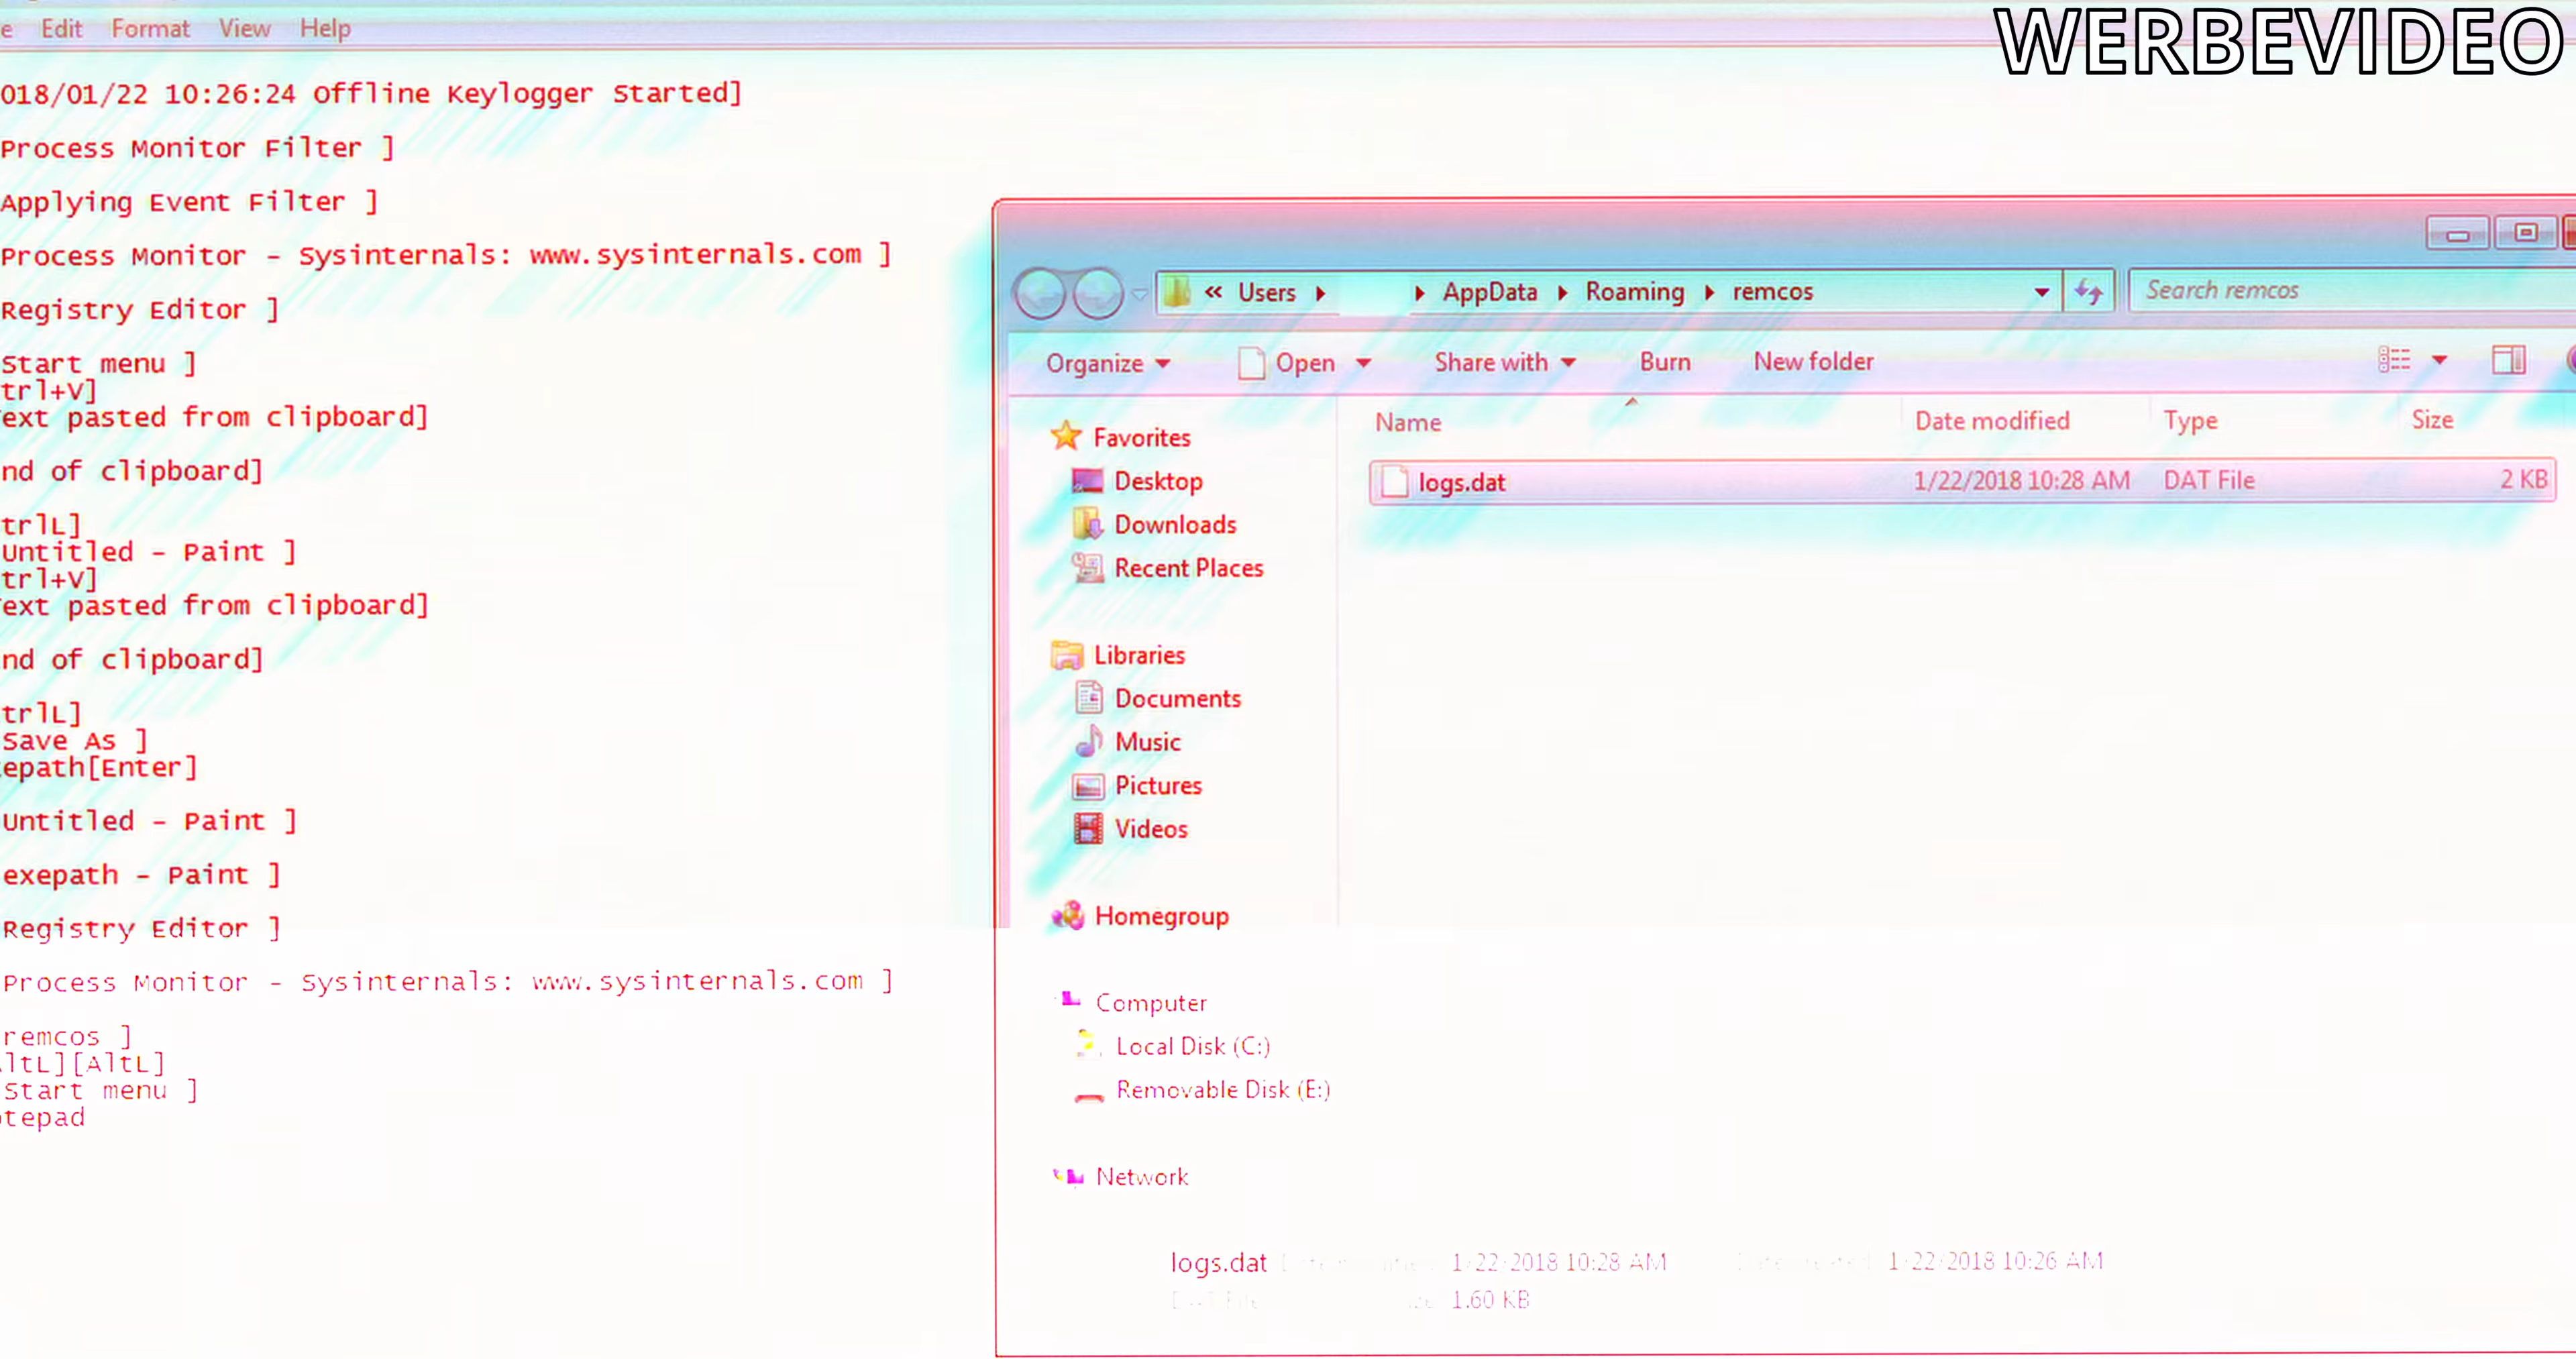 WERBEVIDEO
e Edit Format View Help
018/01/22 10:26:24 Offline Keylogger Started]
Process Monitor Filter ]
Applying Event Filter ]
Process Monitor - Sysinternals: www.sysinternals.com ]
Registry Editor ]
Start menu ]
trl+V]
ext pasted from clipboard]
nd of clipboard]
trlL]
Untitled - Paint ]
trl+V]
ext pasted from clipboard]
nd of clipboard]
trlL]
Save As ]
epath[Enter]
Untitled - Paint ]
exepath - Paint ]
Registry Editor ]
Process Monitor - Sysinternals: www.sysinternals.com ]
remcos ]
ltL][AltL]
Start menu ]
tepad
« Users AppData Roaming remcos
Search remcos
Organize Open Share with Burn New folder
Name Date modified Type Size
logs.dat 1/22/2018 10:28 AM DAT File 2 KB
Favorites
Desktop
Downloads
Recent Places
Libraries
Documents
Music
Pictures
Videos
Homegroup
Computer
Local Disk (C:)
Removable Disk (E:)
Network
logs.dat 1/22/2018 10:28 AM 1/22/2018 10:26 AM
1.60 KB